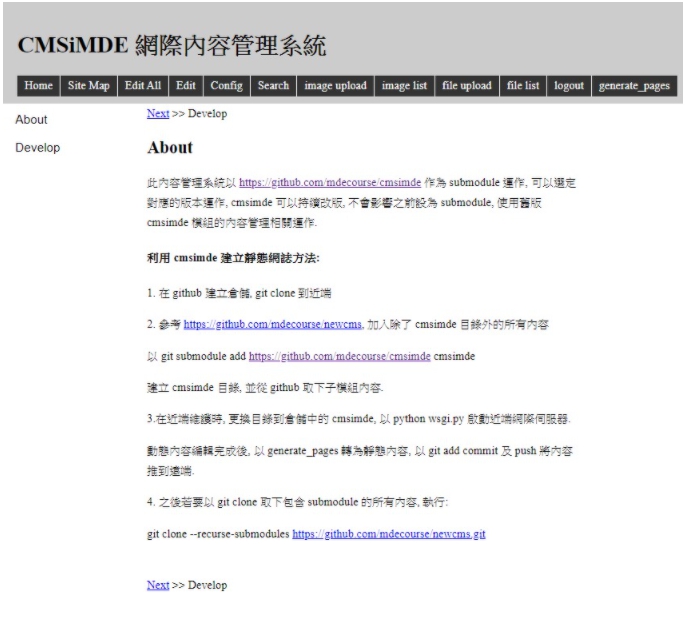 CMSiMDE 網際內容管理系統
Home Site Map Edit All Edit Config Search image upload image list file upload file list logout generate_pages
About
Develop
Next >> Develop
About
此內容管理系統以 https://github.com/mdecourse/cmsimde 作為 submodule 運作, 可以選定
對應的版本運作, cmsimde 可以持續改版, 不會影響之前設為 submodule, 使用舊版
cmsimde 模組的內容管理相關運作.
利用 cmsimde 建立靜態網誌方法:
1. 在 github 建立倉儲, git clone 到近端
2. 參考 https://github.com/mdecourse/newcms, 加入除了 cmsimde 目錄外的所有內容
以 git submodule add https://github.com/mdecourse/cmsimde cmsimde
建立 cmsimde 目錄, 並從 github 取下子模組內容.
3.在近端維護時, 更換目錄到倉儲中的 cmsimde, 以 python wsgi.py 啟動近端網際伺服器.
動態內容編輯完成後, 以 generate_pages 轉為靜態內容, 以 git add commit 及 push 將內容
推到遠端.
4. 之後若要以 git clone 取下包含 submodule 的所有內容, 執行:
git clone --recurse-submodules https://github.com/mdecourse/newcms.git
Next >> Develop